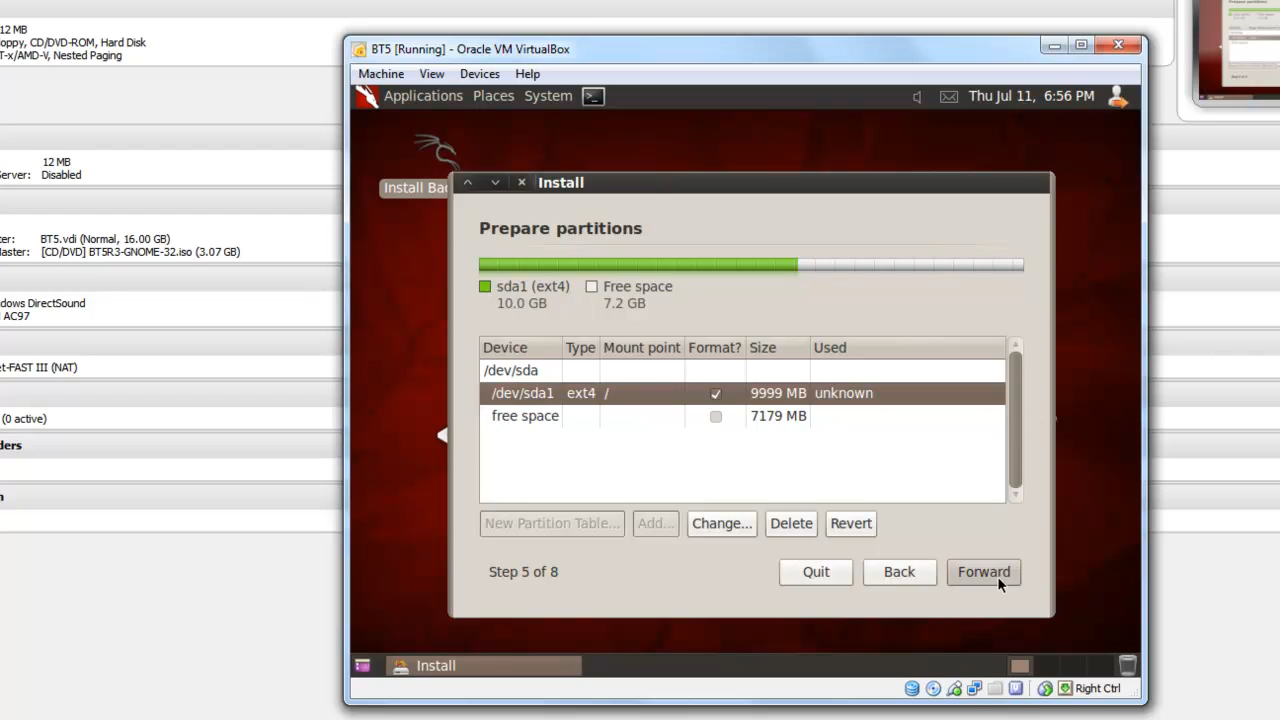 12 MB
oppy, CD/DVD-ROM, Hard Disk
T-x/AMD-V, Nested Paging
12 MB
Server: Disabled
ter: BT5.vdi (Normal, 16.00 GB)
Master: [CD/DVD] BT5R3-GNOME-32.iso (3.07 GB)
ndows DirectSound
AC97
et-FAST III (NAT)
(0 active)
ders
BT5 [Running] - Oracle VM VirtualBox
Machine View Devices Help
Applications Places System Thu Jul 11, 6:56 PM
Install Bac
Install
Prepare partitions
sda1 (ext4) Free space
10.0 GB 7.2 GB
Device Type Mount point Format? Size Used
/dev/sda
/dev/sda1 ext4 / 9999 MB unknown
free space 7179 MB
New Partition Table... Add... Change... Delete Revert
Step 5 of 8 Quit Back Forward
Install
Right Ctrl